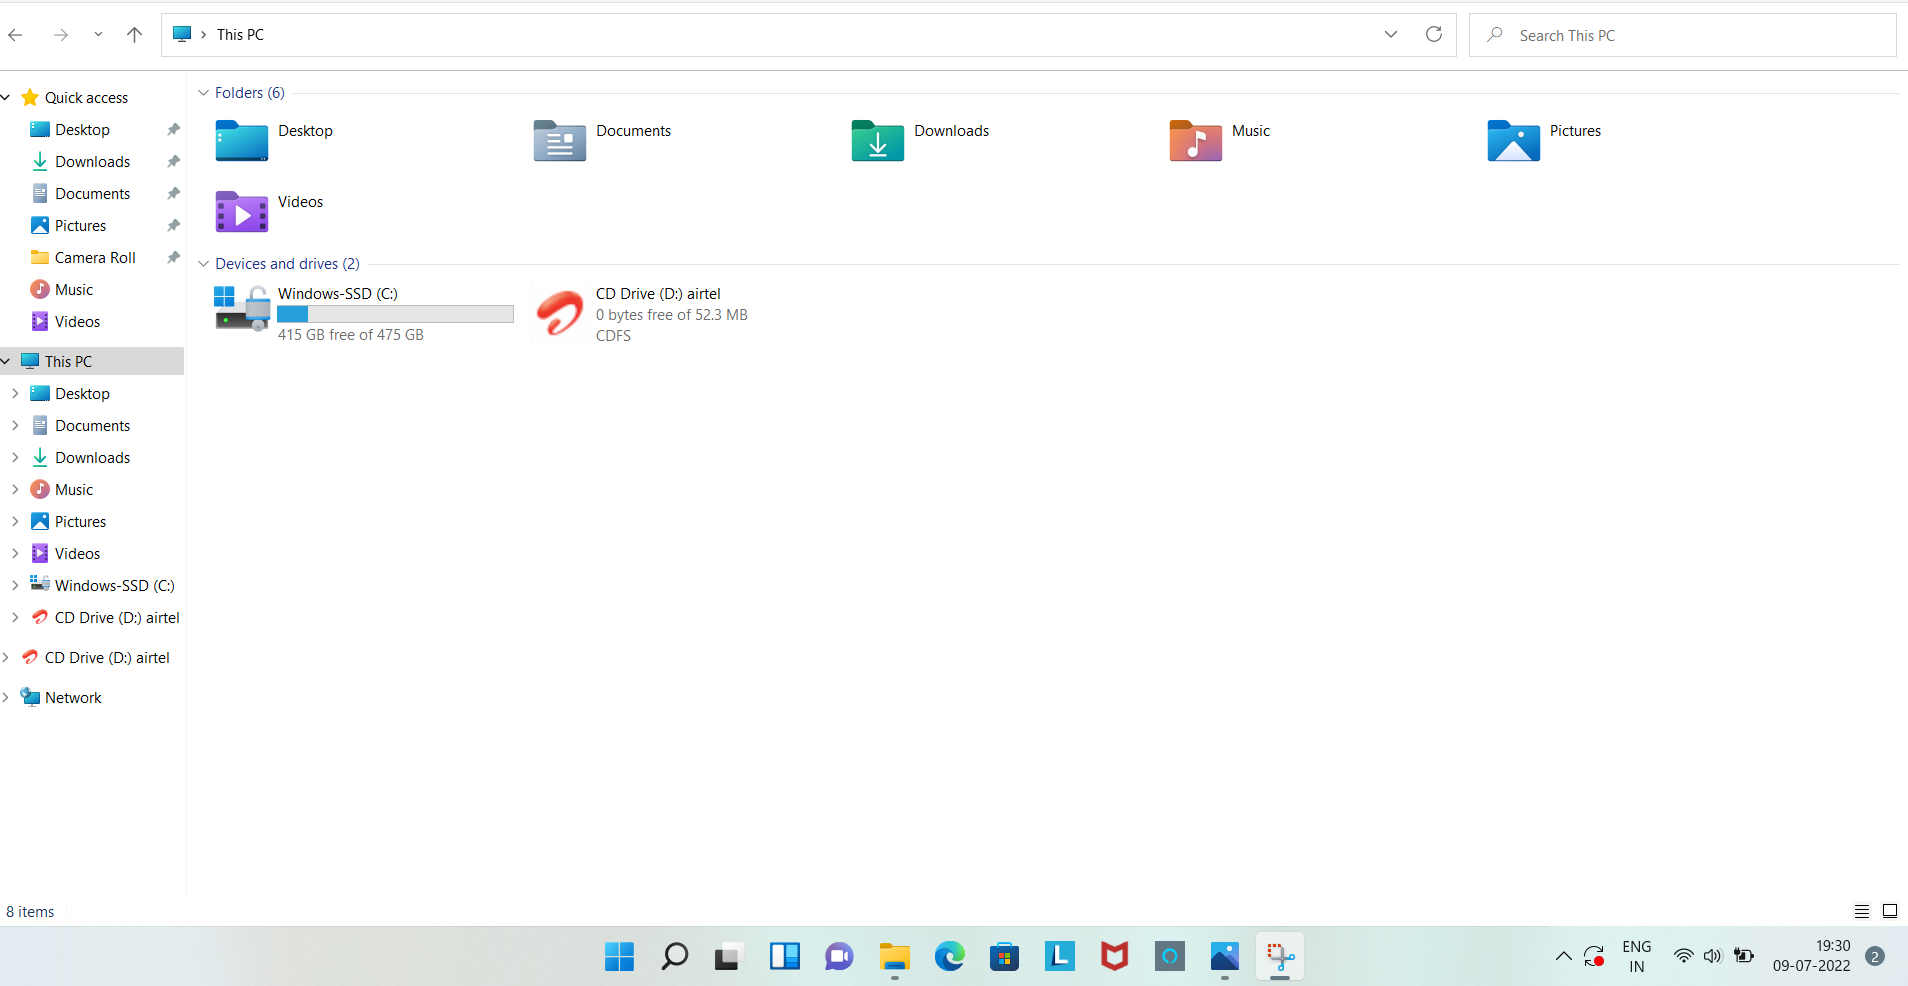 This PC
Search This PC
Quick access
Desktop
Downloads
Documents
Pictures
Camera Roll
Music
Videos
This PC
Desktop
Documents
Downloads
Music
Pictures
Videos
Windows-SSD (C:)
CD Drive (D:) airtel
CD Drive (D:) airtel
Network
Folders (6)
Desktop
Documents
Downloads
Music
Pictures
Videos
Devices and drives (2)
Windows-SSD (C:)
415 GB free of 475 GB
CD Drive (D:) airtel
0 bytes free of 52.3 MB
CDFS
8 items
L
ENG
IN
19:30
09-07-2022
2